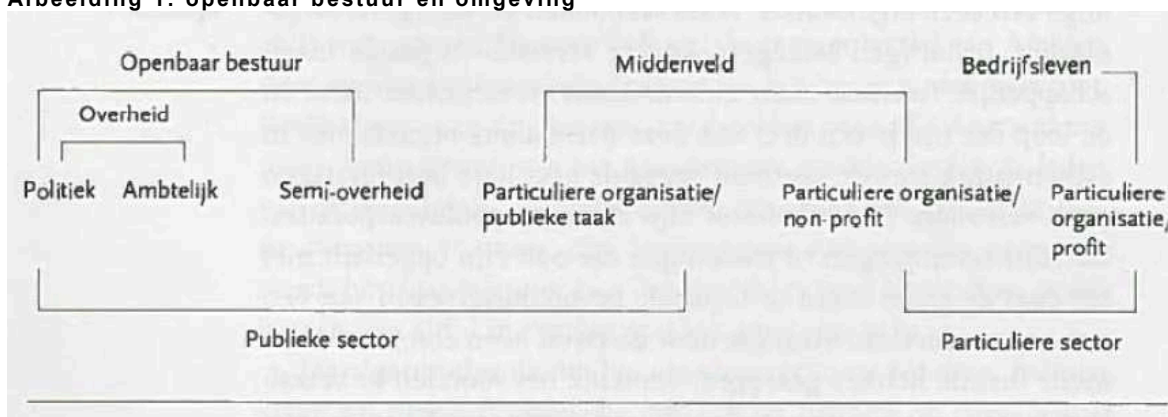 Afbeelding 1: openbaar bestuur en omgeving
Openbaar bestuur Middenveld Bedrijfsleven
Overheid
Politiek Ambtelijk Semi-overheid Particuliere organisatie/ Particuliere organisatie/ Particuliere
publieke taak non-profit organisatie/
profit
Publieke sector Particuliere sector